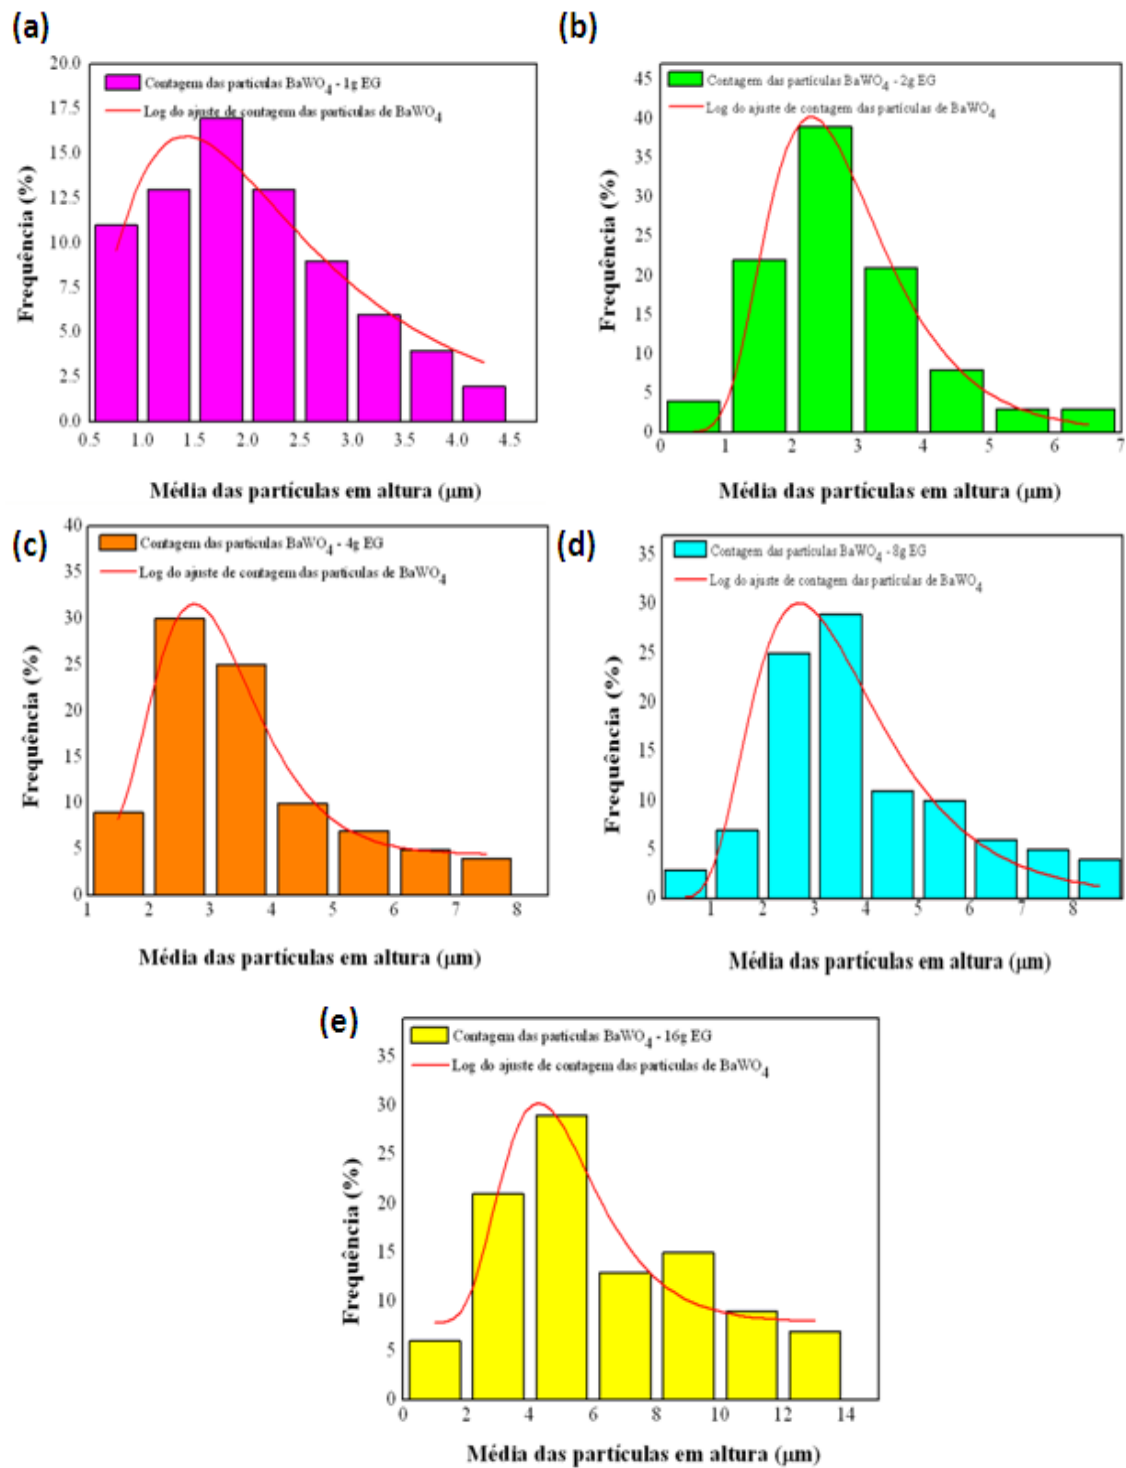 (a)
Contagem das partículas BaWO4 - 1g EG
Log do ajuste de contagem das partículas de BaWO4
Frequência (%)
20.0
17.5
15.0
12.5
10.0
7.5
5.0
2.5
0.0
0.5 1.0 1.5 2.0 2.5 3.0 3.5 4.0 4.5
Média das partículas em altura (μm)
(b)
Contagem das partículas BaWO4 - 2g EG
Log do ajuste de contagem das partículas de BaWO4
Frequência (%)
45
40
35
30
25
20
15
10
5
0
0 1 2 3 4 5 6 7
Média das partículas em altura (μm)
(c)
Contagem das partículas BaWO4 - 4g EG
Log do ajuste de contagem das partículas de BaWO4
Frequência (%)
40
35
30
25
20
15
10
5
0
1 2 3 4 5 6 7 8
Média das partículas em altura (μm)
(d)
Contagem das partículas BaWO4 - 8g EG
Log do ajuste de contagem das partículas de BaWO4
Frequência (%)
35
30
25
20
15
10
5
0
1 2 3 4 5 6 7 8
Média das partículas em altura (μm)
(e)
Contagem das partículas BaWO4 - 16g EG
Log do ajuste de contagem das partículas de BaWO4
Frequência (%)
35
30
25
20
15
10
5
0
0 2 4 6 8 10 12 14
Média das partículas em altura (μm)